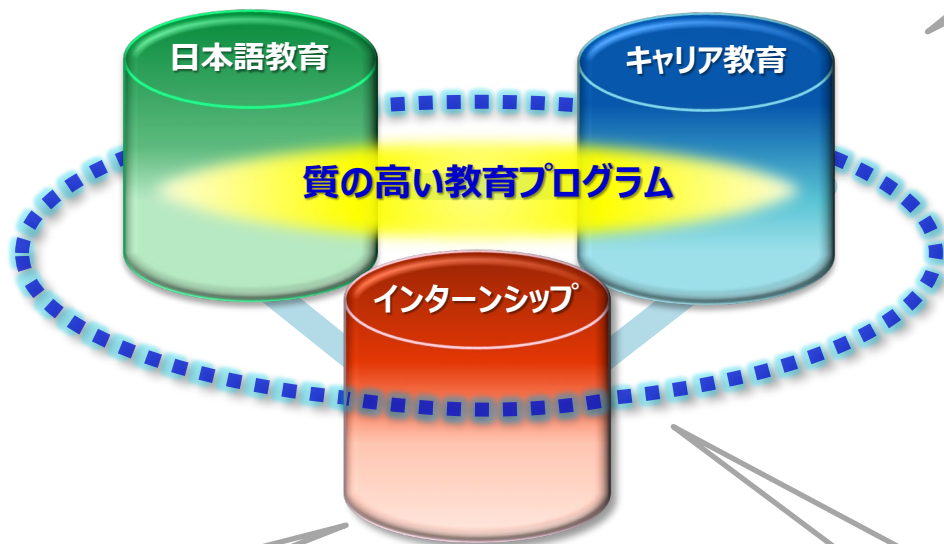 日本語教育
キャリア教育
質の高い教育プログラム
インターンシップ